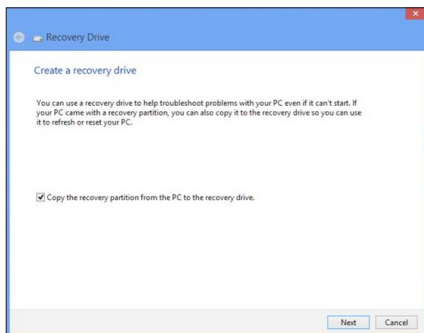 Recovery Drive
Create a recovery drive
You can use a recovery drive to help troubleshoot problems with your PC even if it can't start. If
your PC came with a recovery partition, you can also copy it to the recovery drive so you can use
it to refresh or reset your PC.
Copy the recovery partition from the PC to the recovery drive.
Next Cancel